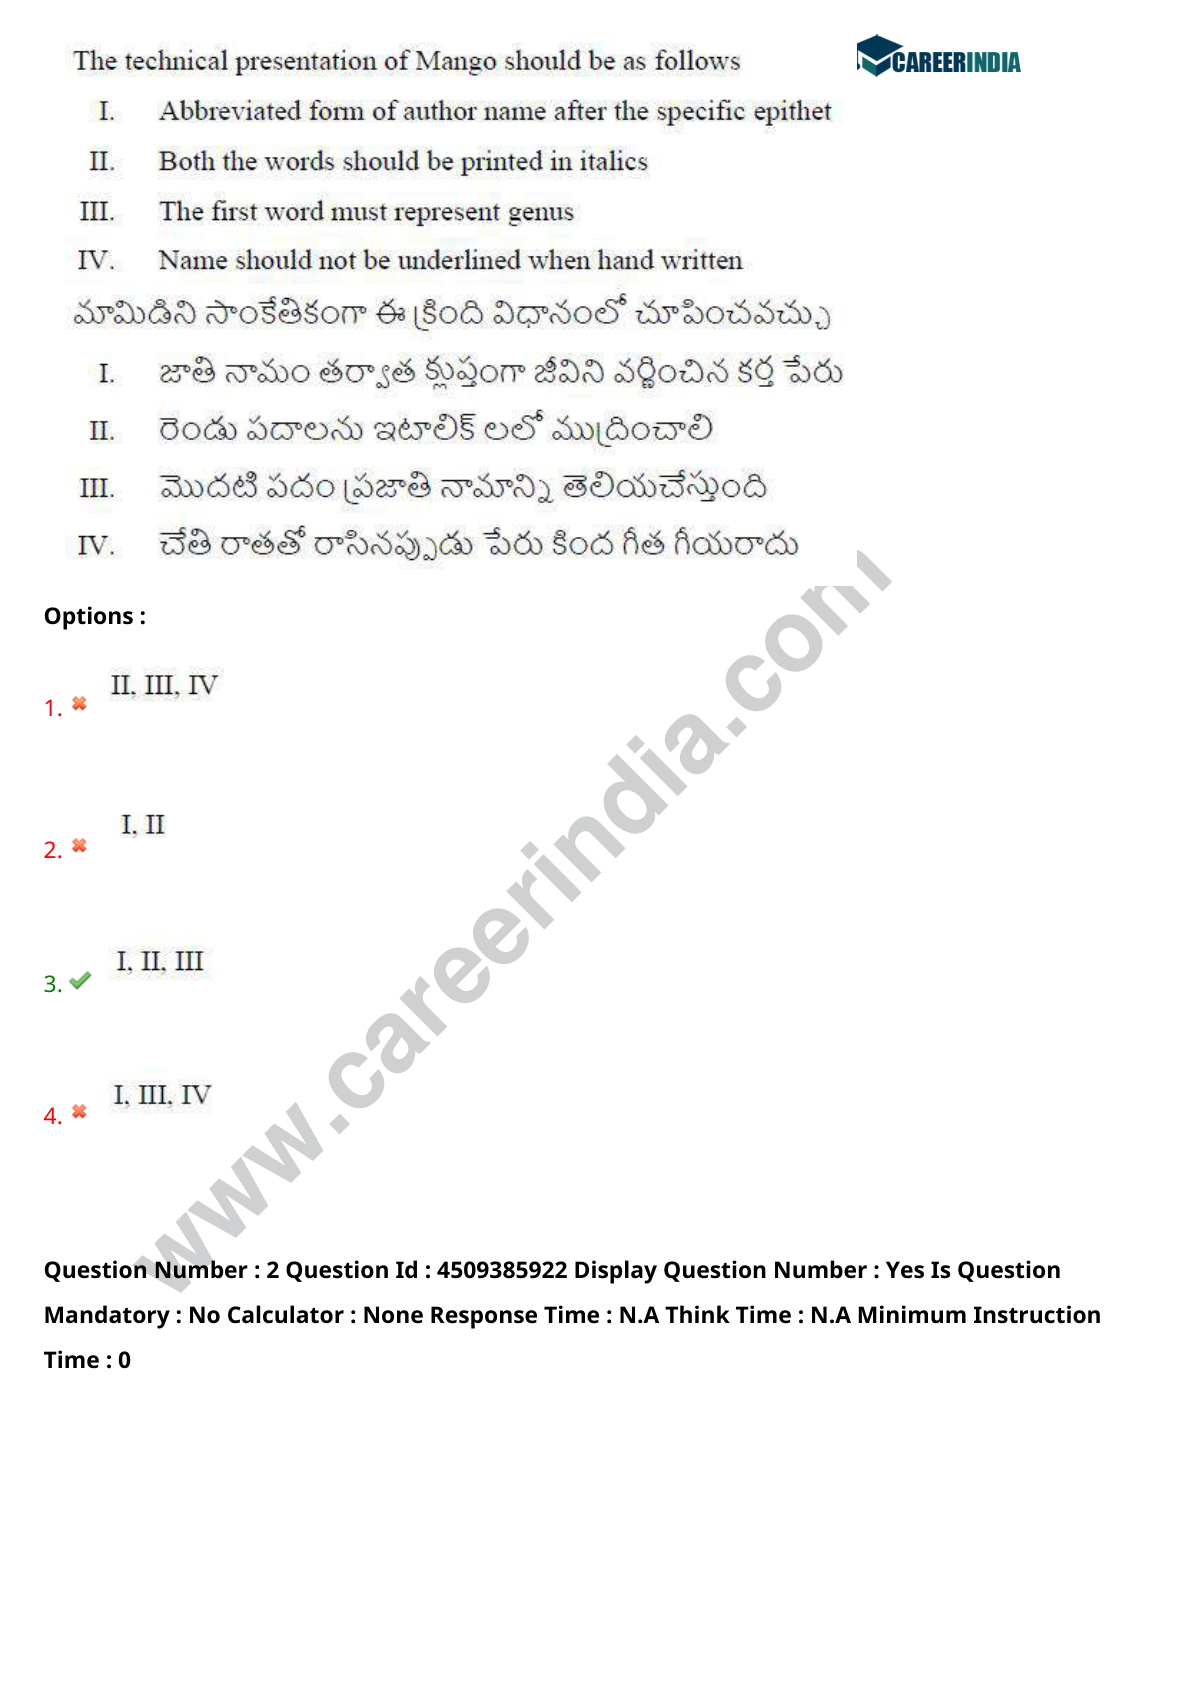 CAREERINDIA
The technical presentation of Mango should be as follows
I. Abbreviated form of author name after the specific epithet
II. Both the words should be printed in italics
III. The first word must represent genus
IV. Name should not be underlined when hand written
మామిడిని సాంకేతికంగా ఈ క్రింది విధానంలో చూపించవచ్చు
I. జాతి నామం తర్వాత క్లుప్తంగా జీవిని వర్ణించిన కర్త పేరు
II. రెండు పదాలను ఇటాలిక్ లలో ముద్రించాలి
III. మొదటి పదం ప్రజాతి నామాన్ని తెలియచేస్తుంది
IV. చేతి రాతతో రాసినప్పుడు పేరు కింద గీత గీయరాదు
Options :
1. II, III, IV
2. I, II
3. I, II, III
4. I, III, IV
www.careerindia.com
Question Number : 2 Question Id : 4509385922 Display Question Number : Yes Is Question
Mandatory : No Calculator : None Response Time : N.A Think Time : N.A Minimum Instruction
Time : 0